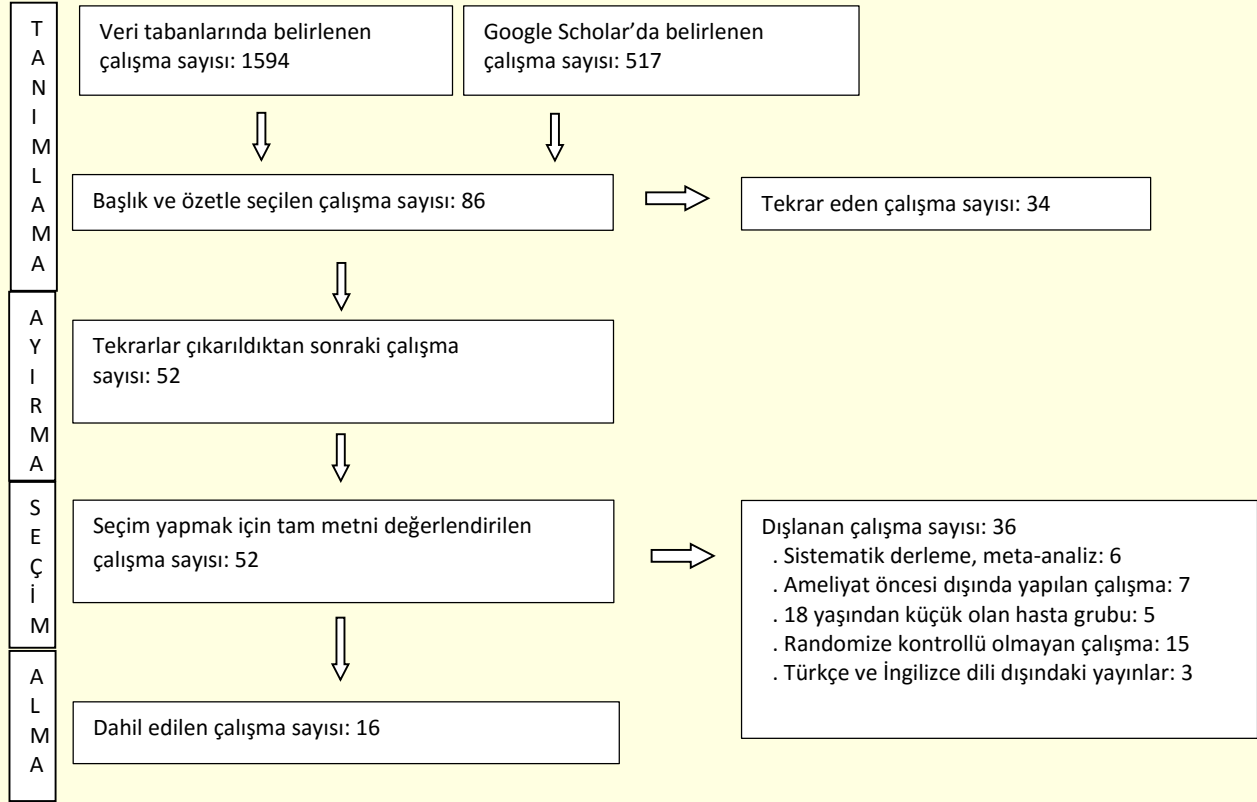 TANIMLAMA
Veri tabanlarında belirlenen
çalışma sayısı: 1594
Google Scholar’da belirlenen
çalışma sayısı: 517
Başlık ve özetle seçilen çalışma sayısı: 86
Tekrar eden çalışma sayısı: 34
AYIRMA
Tekrarlar çıkarıldıktan sonraki çalışma
sayısı: 52
SEÇİM
Seçim yapmak için tam metni değerlendirilen
çalışma sayısı: 52
Dışlanan çalışma sayısı: 36
. Sistematik derleme, meta-analiz: 6
. Ameliyat öncesi dışında yapılan çalışma: 7
. 18 yaşından küçük olan hasta grubu: 5
. Randomize kontrollü olmayan çalışma: 15
. Türkçe ve İngilizce dili dışındaki yayınlar: 3
ALMA
Dahil edilen çalışma sayısı: 16